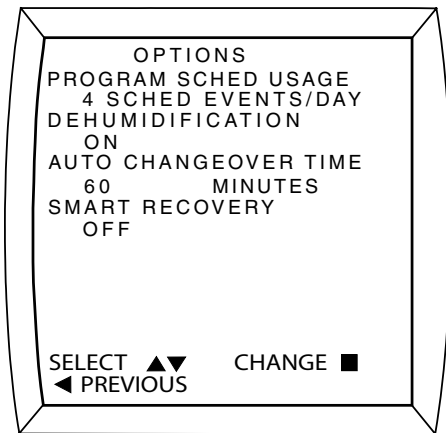 OPTIONS
PROGRAM SCHED USAGE
4 SCHED EVENTS/DAY
DEHUMIDIFICATION
ON
AUTO CHANGEOVER TIME
60 MINUTES
SMART RECOVERY
OFF
SELECT ▲▼ CHANGE ■
◀ PREVIOUS